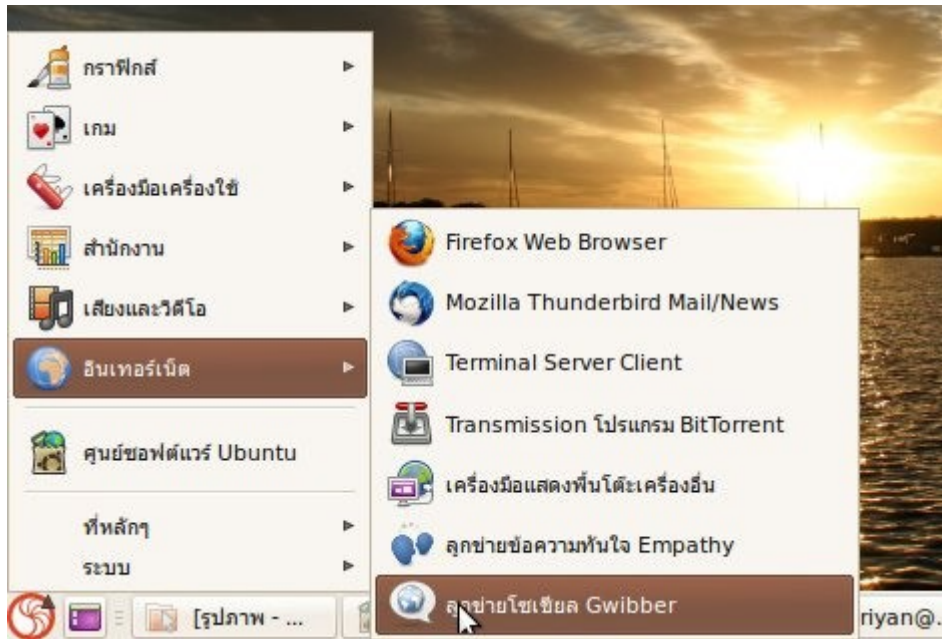 กราฟิกส์
เกม
เครื่องมือเครื่องใช้
สำนักงาน
เสียงและวิดีโอ
อินเทอร์เน็ต
ศูนย์ซอฟต์แวร์ Ubuntu
ที่หลักๆ
ระบบ
Firefox Web Browser
Mozilla Thunderbird Mail/News
Terminal Server Client
Transmission โปรแกรม BitTorrent
เครื่องมือแสดงพื้นโต๊ะเครื่องอื่น
ลูกข่ายข้อความทันใจ Empathy
ลูกข่ายโซเชียล Gwibber
[รูปภาพ - ...
riyan@.